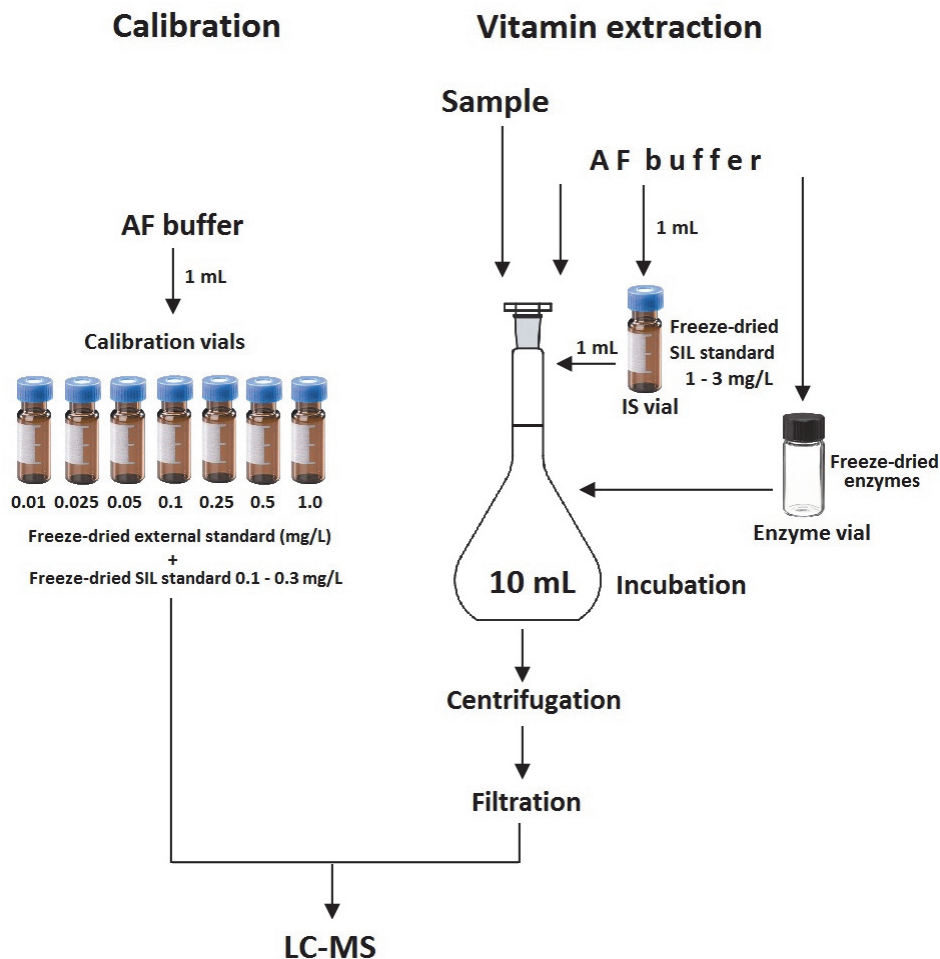 Calibration
Vitamin extraction
Sample
A F b u f f e r
AF buffer
1 mL
1 mL
Calibration vials
1 mL
Freeze-dried
SIL standard
1 - 3 mg/L
IS vial
0.01 0.025 0.05 0.1 0.25 0.5 1.0
Freeze-dried external standard (mg/L)
+
Freeze-dried SIL standard 0.1 - 0.3 mg/L
Freeze-dried
enzymes
Enzyme vial
10 mL
Incubation
Centrifugation
Filtration
LC-MS